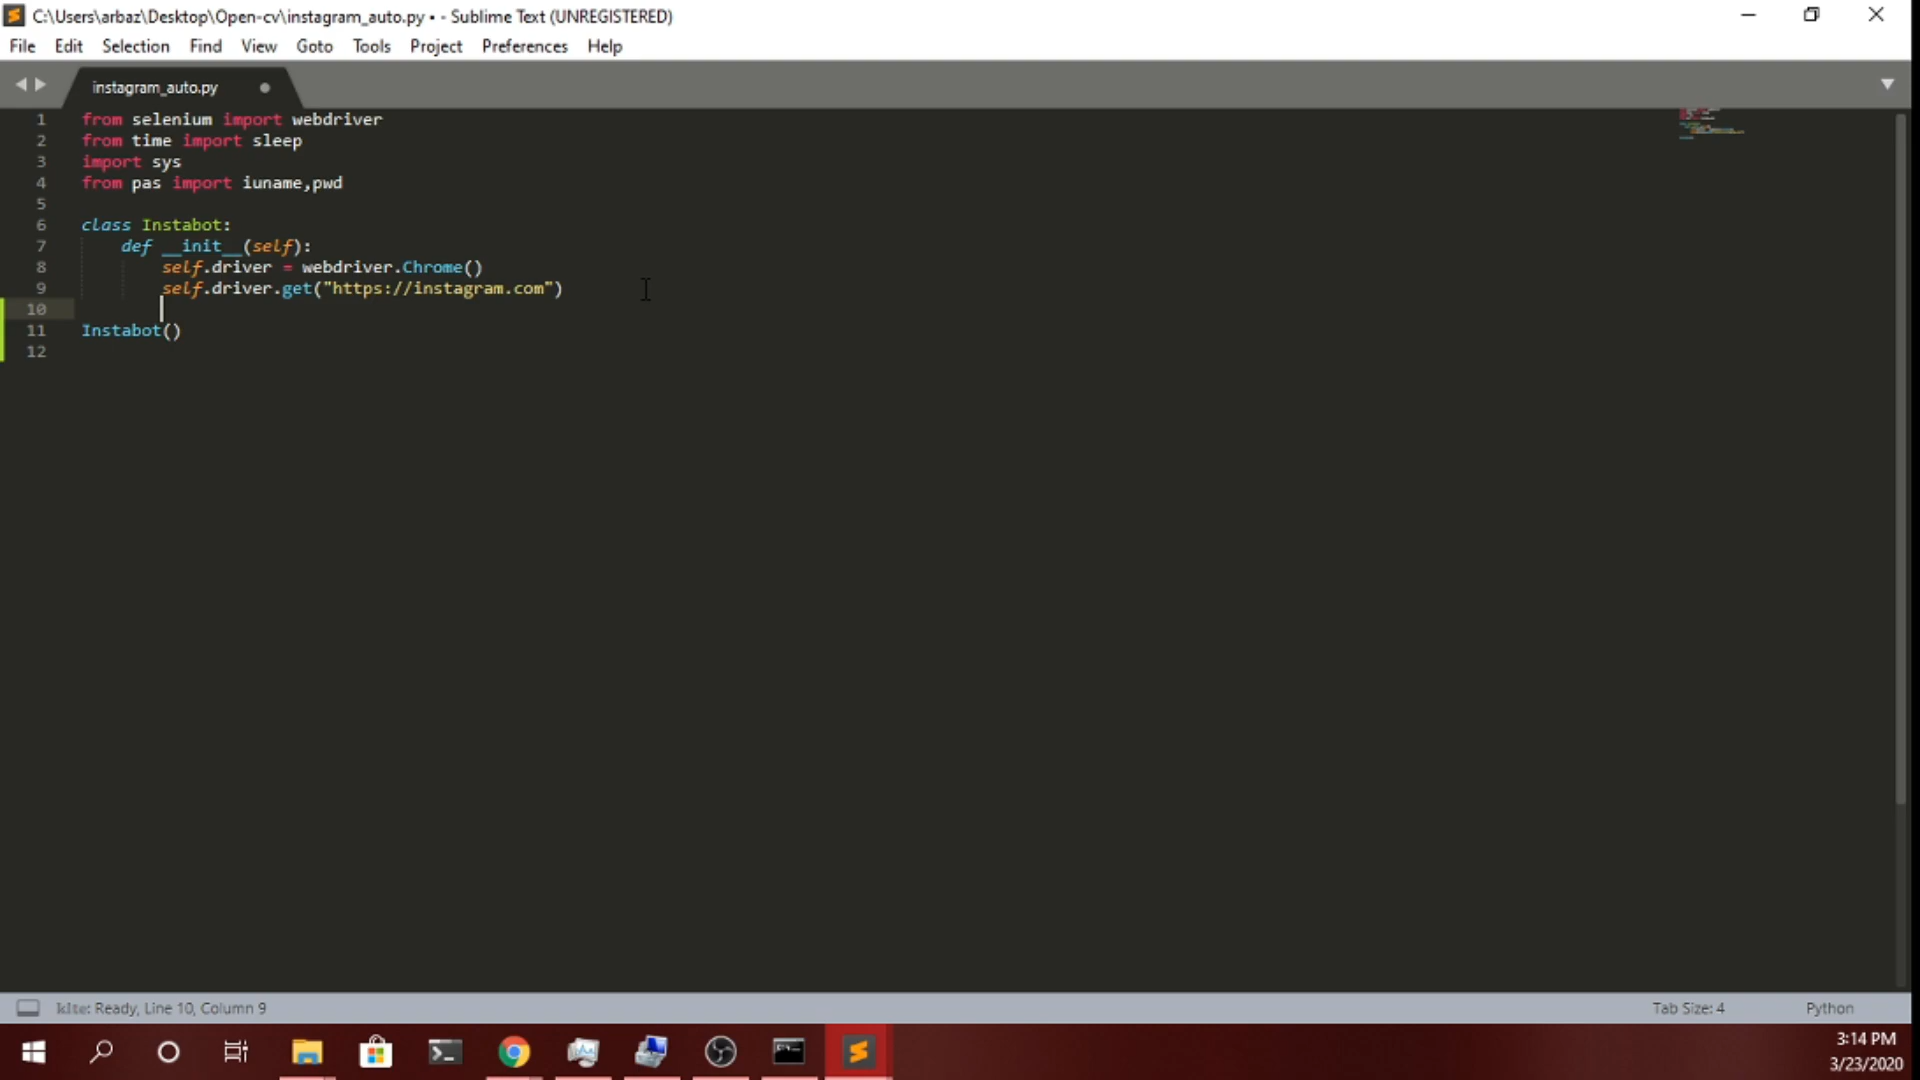 C:\Users\arbaz\Desktop\Open-cv\instagram_auto.py • - Sublime Text (UNREGISTERED)
File Edit Selection Find View Goto Tools Project Preferences Help
instagram_auto.py
1 from selenium import webdriver
2 from time import sleep
3 import sys
4 from pas import iuname,pwd
5
6 class Instabot:
7 def __init__(self):
8 self.driver = webdriver.Chrome()
9 self.driver.get("https://instagram.com")
10
11 Instabot()
12
kite: Ready, Line 10, Column 9 Tab Size: 4 Python
3:14 PM
3/23/2020